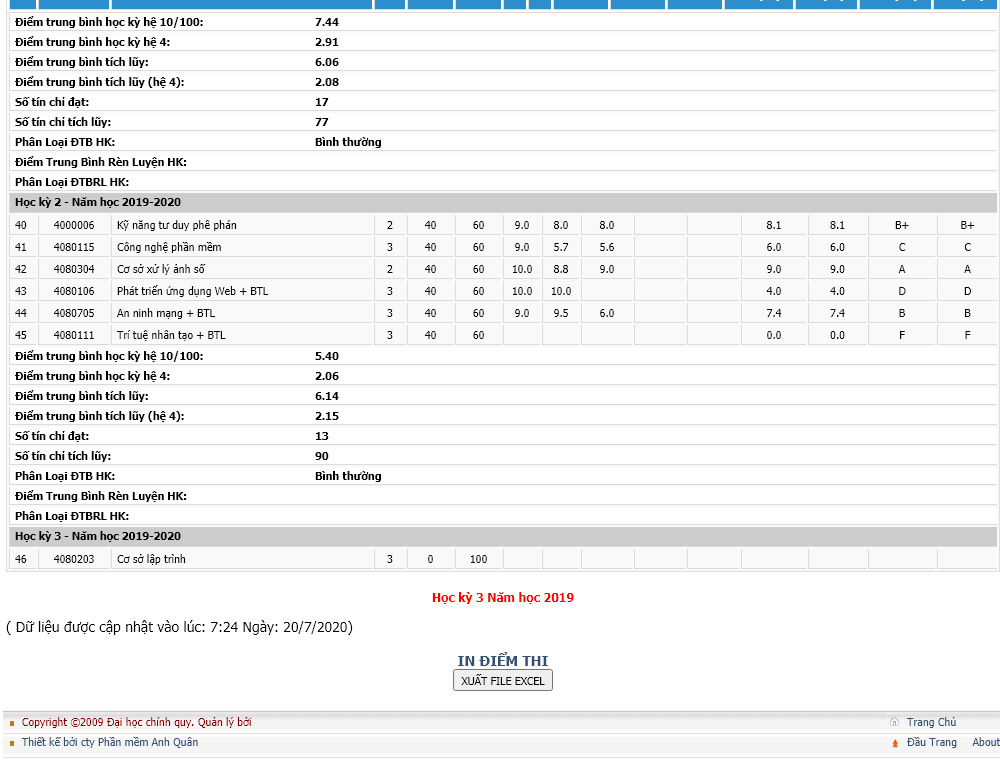 Điểm trung bình học kỳ hệ 10/100: 7.44
Điểm trung bình học kỳ hệ 4: 2.91
Điểm trung bình tích lũy: 6.06
Điểm trung bình tích lũy (hệ 4): 2.08
Số tín chỉ đạt: 17
Số tín chỉ tích lũy: 77
Phân Loại ĐTB HK: Bình thường
Điểm Trung Bình Rèn Luyện HK:
Phân Loại ĐTBRL HK:
Học kỳ 2 - Năm học 2019-2020
40 4000006 Kỹ năng tư duy phê phán 2 40 60 9.0 8.0 8.0 8.1 8.1 B+ B+
41 4080115 Công nghệ phần mềm 3 40 60 9.0 5.7 5.6 6.0 6.0 C C
42 4080304 Cơ sở xử lý ảnh số 2 40 60 10.0 8.8 9.0 9.0 9.0 A A
43 4080106 Phát triển ứng dụng Web + BTL 3 40 60 10.0 10.0 4.0 4.0 D D
44 4080705 An ninh mạng + BTL 3 40 60 9.0 9.5 6.0 7.4 7.4 B B
45 4080111 Trí tuệ nhân tạo + BTL 3 40 60 0.0 0.0 F F
Điểm trung bình học kỳ hệ 10/100: 5.40
Điểm trung bình học kỳ hệ 4: 2.06
Điểm trung bình tích lũy: 6.14
Điểm trung bình tích lũy (hệ 4): 2.15
Số tín chỉ đạt: 13
Số tín chỉ tích lũy: 90
Phân Loại ĐTB HK: Bình thường
Điểm Trung Bình Rèn Luyện HK:
Phân Loại ĐTBRL HK:
Học kỳ 3 - Năm học 2019-2020
46 4080203 Cơ sở lập trình 3 0 100
Học kỳ 3 Năm học 2019
( Dữ liệu được cập nhật vào lúc: 7:24 Ngày: 20/7/2020)
IN ĐIỂM THI
XUẤT FILE EXCEL
Copyright ©2009 Đại học chính quy. Quản lý bởi Trang Chủ
Thiết kế bởi cty Phần mềm Anh Quân Đầu Trang About